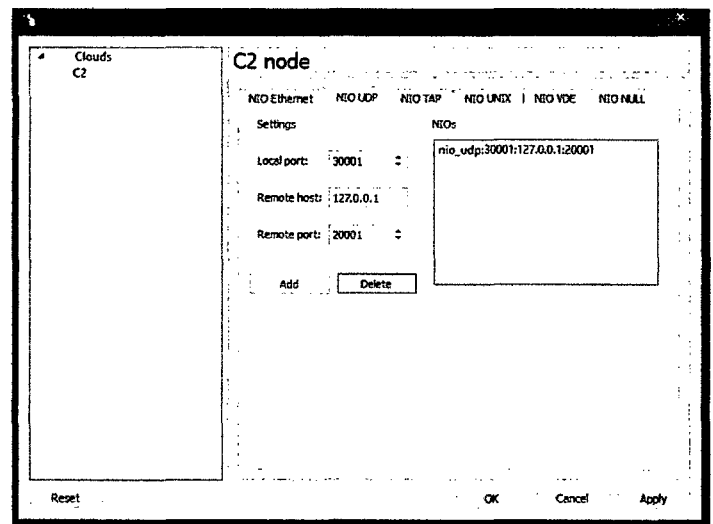 Clouds
C2
C2 node
NIO Ethernet NIO UDP NIO TAP NIO UNIX NIO VDE NIO NULL
Settings
NIOs
Local port: 30001
nio_udp:30001:127.0.0.1:20001
Remote host: 127.0.0.1
Remote port: 20001
Add Delete
Reset OK Cancel Apply